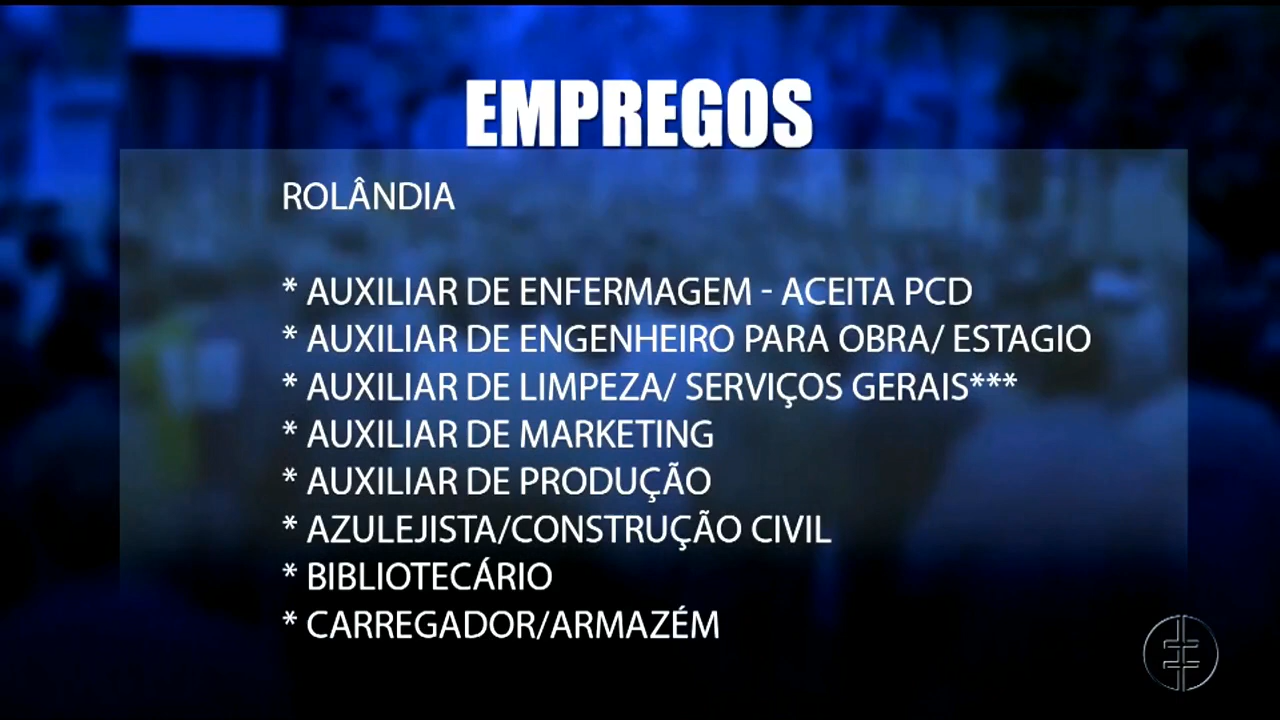 EMPREGOS
ROLÂNDIA
* AUXILIAR DE ENFERMAGEM - ACEITA PCD
* AUXILIAR DE ENGENHEIRO PARA OBRA/ ESTAGIO
* AUXILIAR DE LIMPEZA/ SERVIÇOS GERAIS***
* AUXILIAR DE MARKETING
* AUXILIAR DE PRODUÇÃO
* AZULEJISTA/CONSTRUÇÃO CIVIL
* BIBLIOTECÁRIO
* CARREGADOR/ARMAZÉM